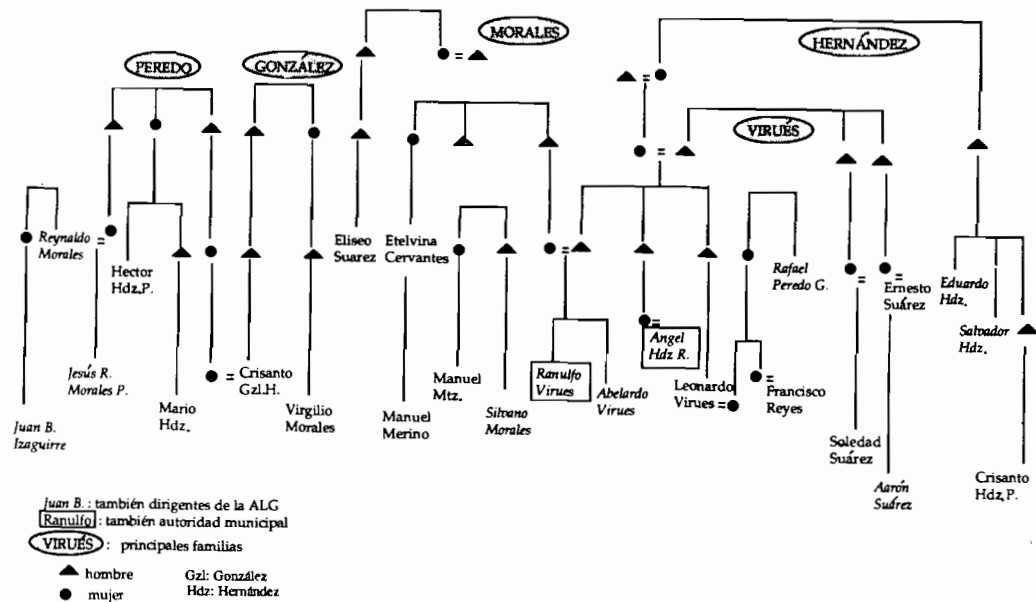 MORALES
HERNÁNDEZ
PEREDO
GONZÁLEZ
VIRUÉS
Reynaldo
Morales
=
Hector
Hdz.P.
Eliseo
Suarez
Etelvina
Cervantes
Rafael
Peredo G.
Ernesto
Suárez
Eduardo
Hdz.
Salvador
Hdz.
Jesús R.
Morales P.
Mario
Hdz.
= Crisanto
Gzl.H.
Virgilio
Morales
Manuel
Mtz.
Silvano
Morales
Ranulfo
Virues
Abelardo
Virues
Angel
Hdz R.
Leonardo
Virues =
Francisco
Reyes
Juan B.
Izaguirre
Manuel
Merino
Soledad
Suárez
Aarón
Suárez
Crisanto
Hdz.P.
Juan B. : también dirigentes de la ALG
Ranulfo : también autoridad municipal
VIRUÉS : principales familias
hombre
mujer
Gzl: González
Hdz: Hernández